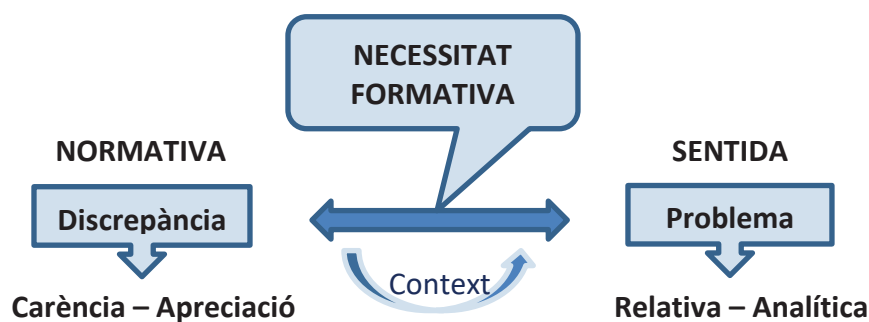 NECESSITAT
FORMATIVA
NORMATIVA
SENTIDA
Discrepància
Problema
Context
Carència – Apreciació
Relativa – Analítica